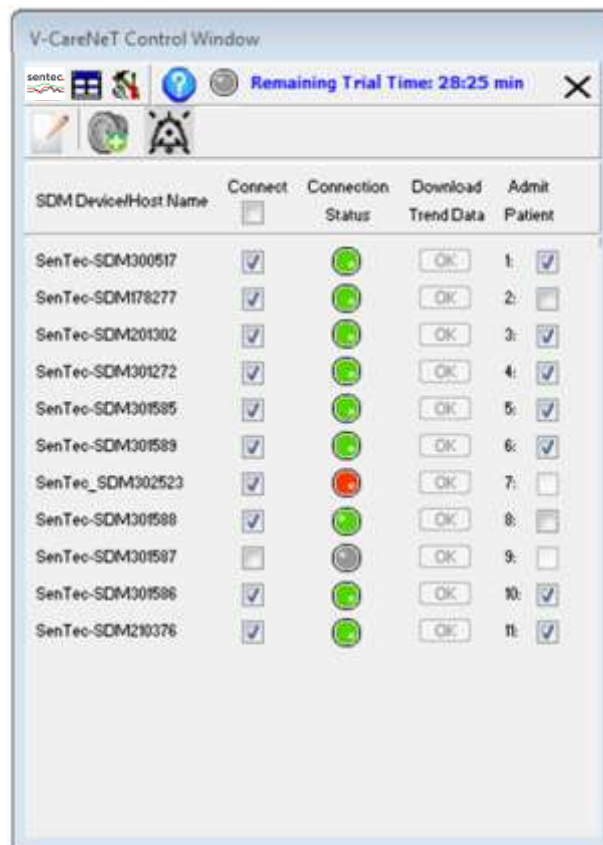 V-CareNeT Control Window
sentec. Remaining Trial Time: 28:25 min
SDM Device/Host Name Connect Connection Status Download Trend Data Admit Patient
SenTec-SDM300517 OK 1:
SenTec-SDM178277 OK 2:
SenTec-SDM201302 OK 3:
SenTec-SDM301272 OK 4:
SenTec-SDM301585 OK 5:
SenTec-SDM301589 OK 6:
SenTec_SDM302523 OK 7:
SenTec-SDM301588 OK 8:
SenTec-SDM301587 OK 9:
SenTec-SDM301586 OK 10:
SenTec-SDM210376 OK 11: